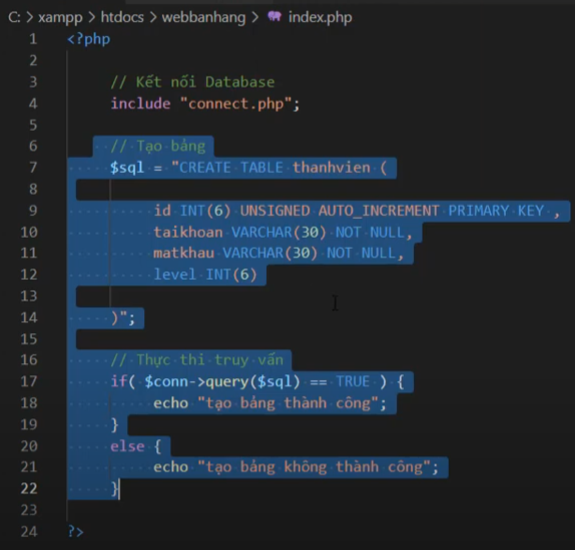 C: > xampp > htdocs > webbanhang > index.php
1 <?php
2
3 // Kết nối Database
4 include "connect.php";
5
6 // Tạo bảng
7 $sql = "CREATE TABLE thanhvien (
8
9 id INT(6) UNSIGNED AUTO_INCREMENT PRIMARY KEY ,
10 taikhoan VARCHAR(30) NOT NULL,
11 matkhau VARCHAR(30) NOT NULL,
12 level INT(6)
13
14 )";
15
16 // Thực thi truy vấn
17 if( $conn->query($sql) == TRUE ) {
18 echo "tạo bảng thành công";
19 }
20 else {
21 echo "tạo bảng không thành công";
22 }
23
24 ?>